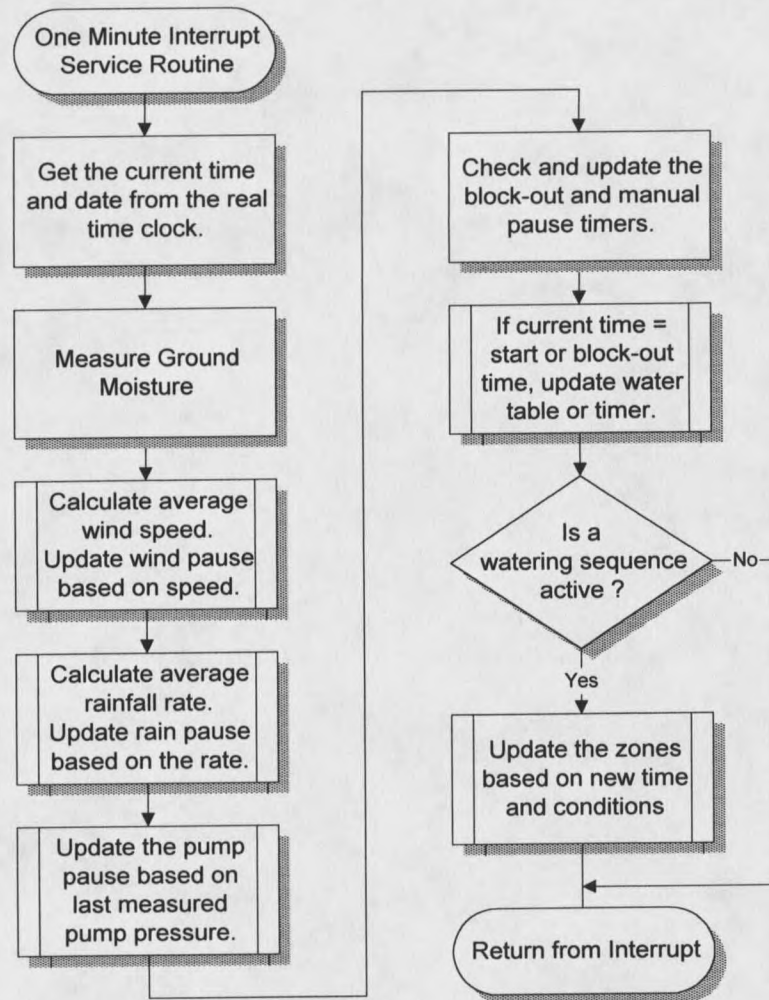 One Minute Interrupt
Service Routine
Get the current time
and date from the real
time clock.
Measure Ground
Moisture
Calculate average
wind speed.
Update wind pause
based on speed.
Calculate average
rainfall rate.
Update rain pause
based on the rate.
Update the pump
pause based on
last measured
pump pressure.
Check and update the
block-out and manual
pause timers.
If current time =
start or block-out
time, update water
table or timer.
Is a
watering sequence
active ?
No
Yes
Update the zones
based on new time
and conditions
Return from Interrupt